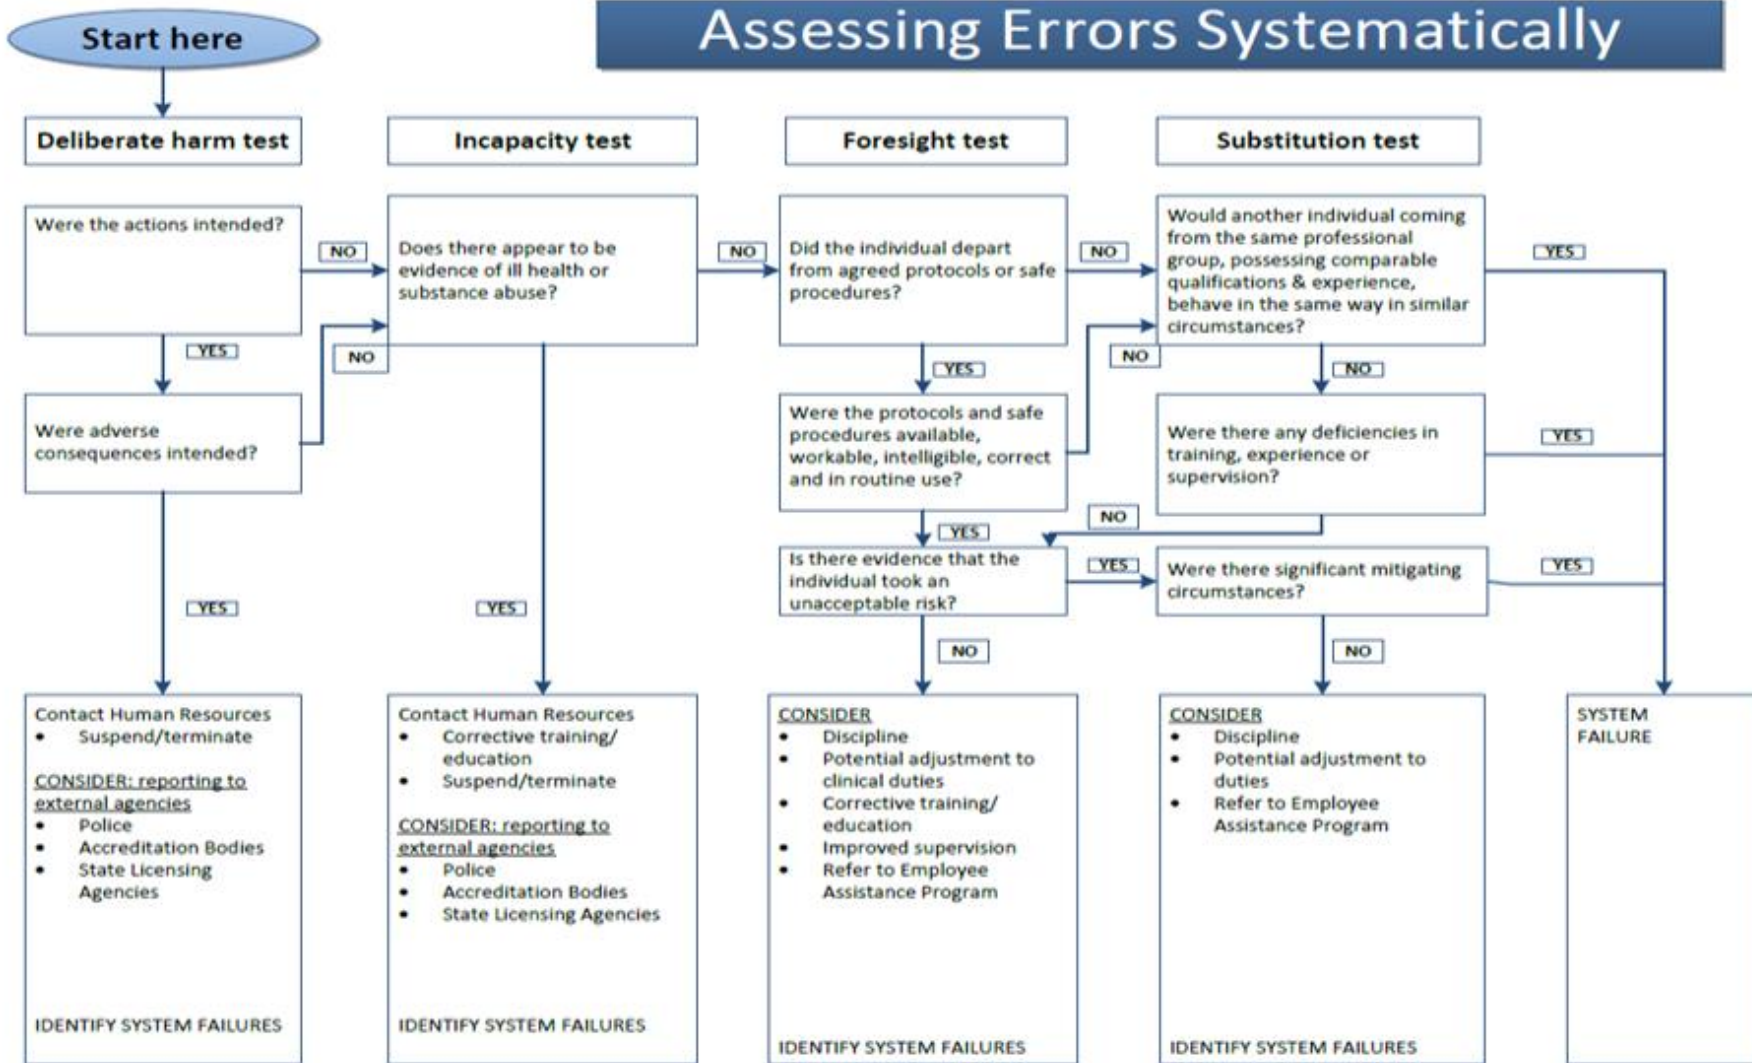 Start here
Assessing Errors Systematically
Deliberate harm test
Incapacity test
Foresight test
Substitution test
Were the actions intended?
NO
YES
Were adverse
consequences intended?
NO
YES
Does there appear to be
evidence of ill health or
substance abuse?
NO
YES
Did the individual depart
from agreed protocols or safe
procedures?
NO
YES
Were the protocols and safe
procedures available,
workable, intelligible, correct
and in routine use?
NO
YES
Is there evidence that the
individual took an
unacceptable risk?
YES
NO
Would another individual coming
from the same professional
group, possessing comparable
qualifications & experience,
behave in the same way in similar
circumstances?
YES
NO
Were there any deficiencies in
training, experience or
supervision?
YES
NO
Were there significant mitigating
circumstances?
YES
NO
Contact Human Resources
• Suspend/terminate
CONSIDER: reporting to
external agencies
• Police
• Accreditation Bodies
• State Licensing
Agencies
IDENTIFY SYSTEM FAILURES
Contact Human Resources
• Corrective training/
education
• Suspend/terminate
CONSIDER: reporting to
external agencies
• Police
• Accreditation Bodies
• State Licensing Agencies
IDENTIFY SYSTEM FAILURES
CONSIDER
• Discipline
• Potential adjustment to
clinical duties
• Corrective training/
education
• Improved supervision
• Refer to Employee
Assistance Program
IDENTIFY SYSTEM FAILURES
CONSIDER
• Discipline
• Potential adjustment to
duties
• Refer to Employee
Assistance Program
IDENTIFY SYSTEM FAILURES
SYSTEM
FAILURE